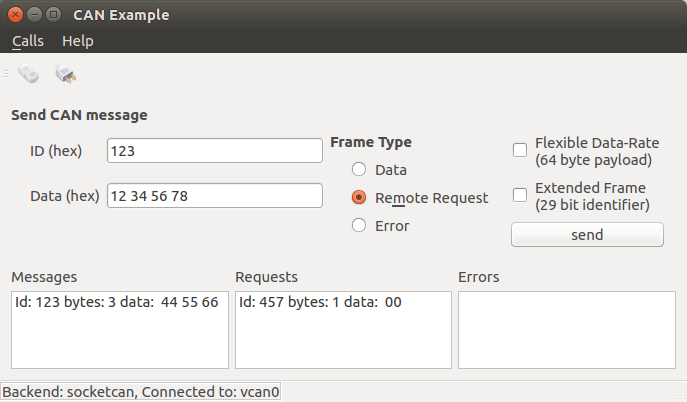 CAN Example
Calls Help
Send CAN message
ID (hex) 123
Data (hex) 12 34 56 78
Frame Type
Data
Remote Request
Error
Flexible Data-Rate
(64 byte payload)
Extended Frame
(29 bit identifier)
send
Messages
Id: 123 bytes: 3 data:  44 55 66
Requests
Id: 457 bytes: 1 data:  00
Errors
Backend: socketcan, Connected to: vcan0